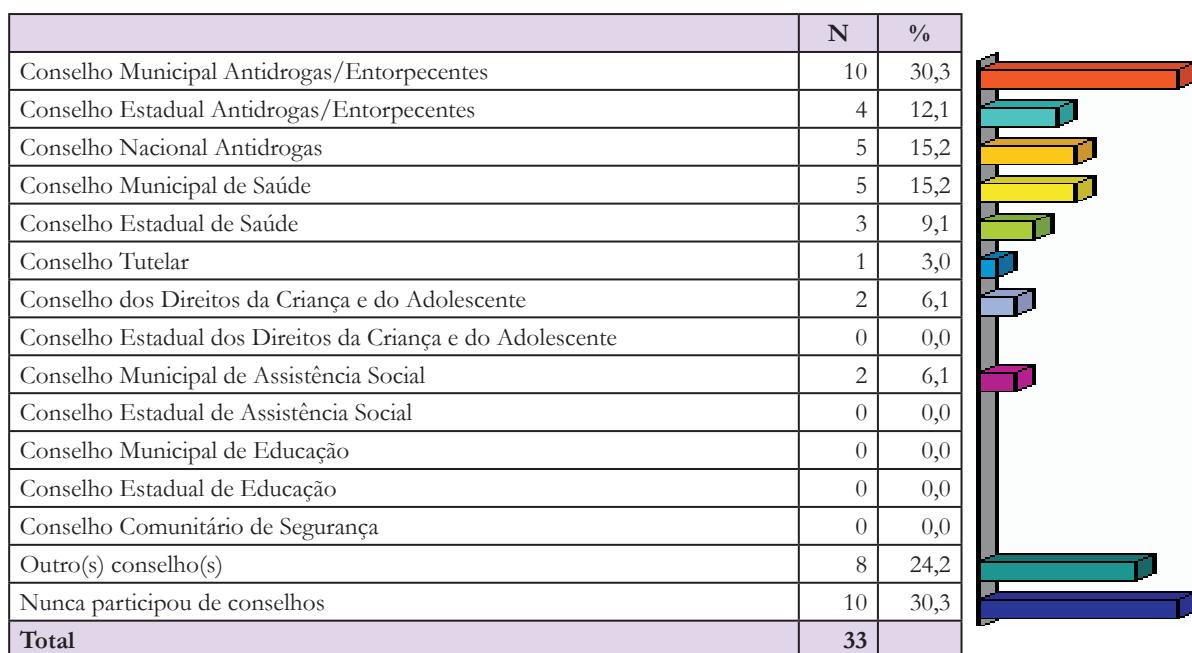 N %
Conselho Municipal Antidrogas/Entorpecentes 10 30,3
Conselho Estadual Antidrogas/Entorpecentes 4 12,1
Conselho Nacional Antidrogas 5 15,2
Conselho Municipal de Saúde 5 15,2
Conselho Estadual de Saúde 3 9,1
Conselho Tutelar 1 3,0
Conselho dos Direitos da Criança e do Adolescente 2 6,1
Conselho Estadual dos Direitos da Criança e do Adolescente 0 0,0
Conselho Municipal de Assistência Social 2 6,1
Conselho Estadual de Assistência Social 0 0,0
Conselho Municipal de Educação 0 0,0
Conselho Estadual de Educação 0 0,0
Conselho Comunitário de Segurança 0 0,0
Outro(s) conselho(s) 8 24,2
Nunca participou de conselhos 10 30,3
Total 33